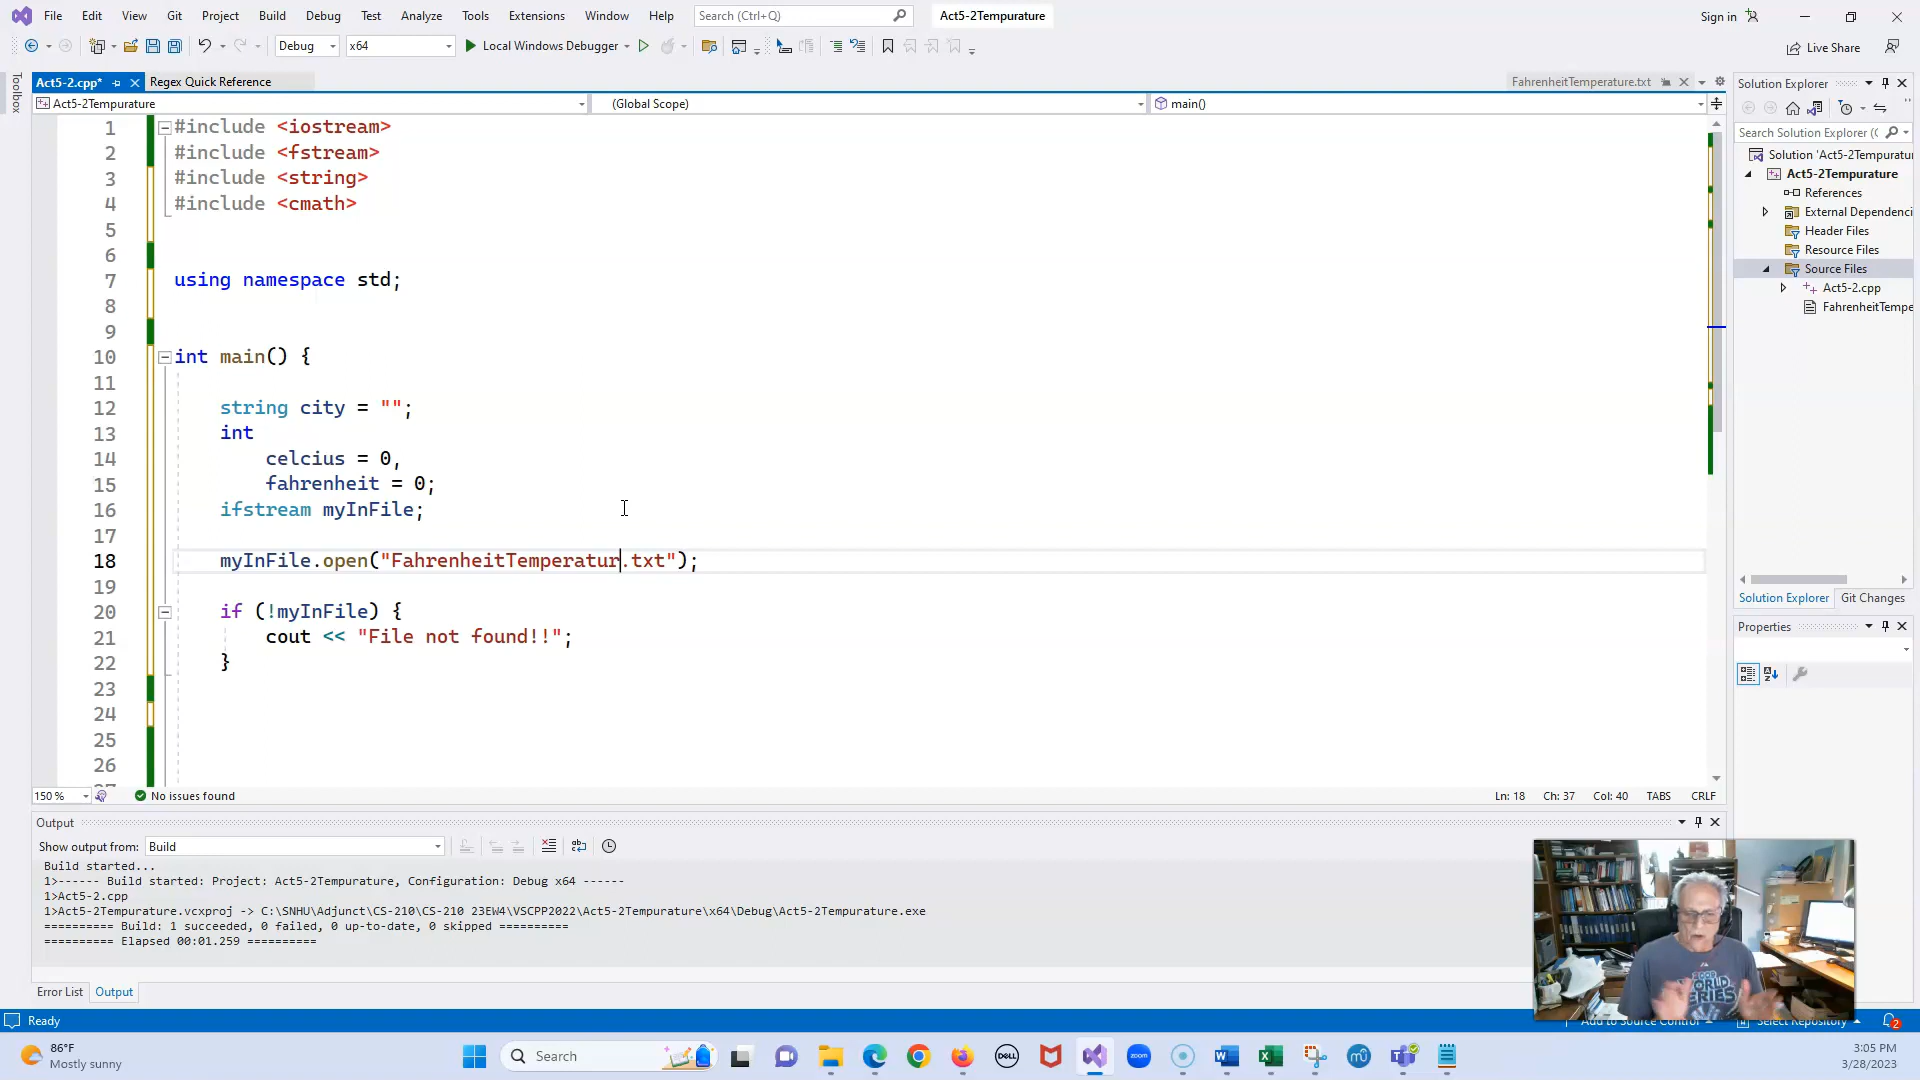 File Edit View Git Project Build Debug Test Analyze Tools Extensions Window Help Search (Ctrl+Q) Act5-2Tempurature Sign in
Debug x64 Local Windows Debugger Live Share
Toolbox
Act5-2.cpp* Regex Quick Reference FahrenheitTemperature.txt
Act5-2Tempurature (Global Scope) main()
1 #include <iostream>
2 #include <fstream>
3 #include <string>
4 #include <cmath>
5
6
7 using namespace std;
8
9
10 int main() {
11
12 string city = "";
13 int
14 celcius = 0,
15 fahrenheit = 0;
16 ifstream myInFile;
17
18 myInFile.open("FahrenheitTemperatur.txt");
19
20 if (!myInFile) {
21 cout << "File not found!!";
22 }
23
24
25
26
150 % No issues found Ln: 18 Ch: 37 Col: 40 TABS CRLF
Solution Explorer
Search Solution Explorer (
Solution 'Act5-2Tempuratur
Act5-2Tempurature
References
External Dependenci
Header Files
Resource Files
Source Files
Act5-2.cpp
FahrenheitTempe
Solution Explorer Git Changes
Properties
Output
Show output from: Build
Build started...
1>------ Build started: Project: Act5-2Tempurature, Configuration: Debug x64 ------
1>Act5-2.cpp
1>Act5-2Tempurature.vcxproj -> C:\SNHU\Adjunct\CS-210\CS-210 23EW4\VSCPP2022\Act5-2Tempurature\x64\Debug\Act5-2Tempurature.exe
========== Build: 1 succeeded, 0 failed, 0 up-to-date, 0 skipped ==========
========== Elapsed 00:01.259 ==========
Error List Output
WORLD
SERIES
Ready Add to Source Control Select Repository 2
86°F
Mostly sunny
Search
DELL
zoom
3:05 PM
3/28/2023